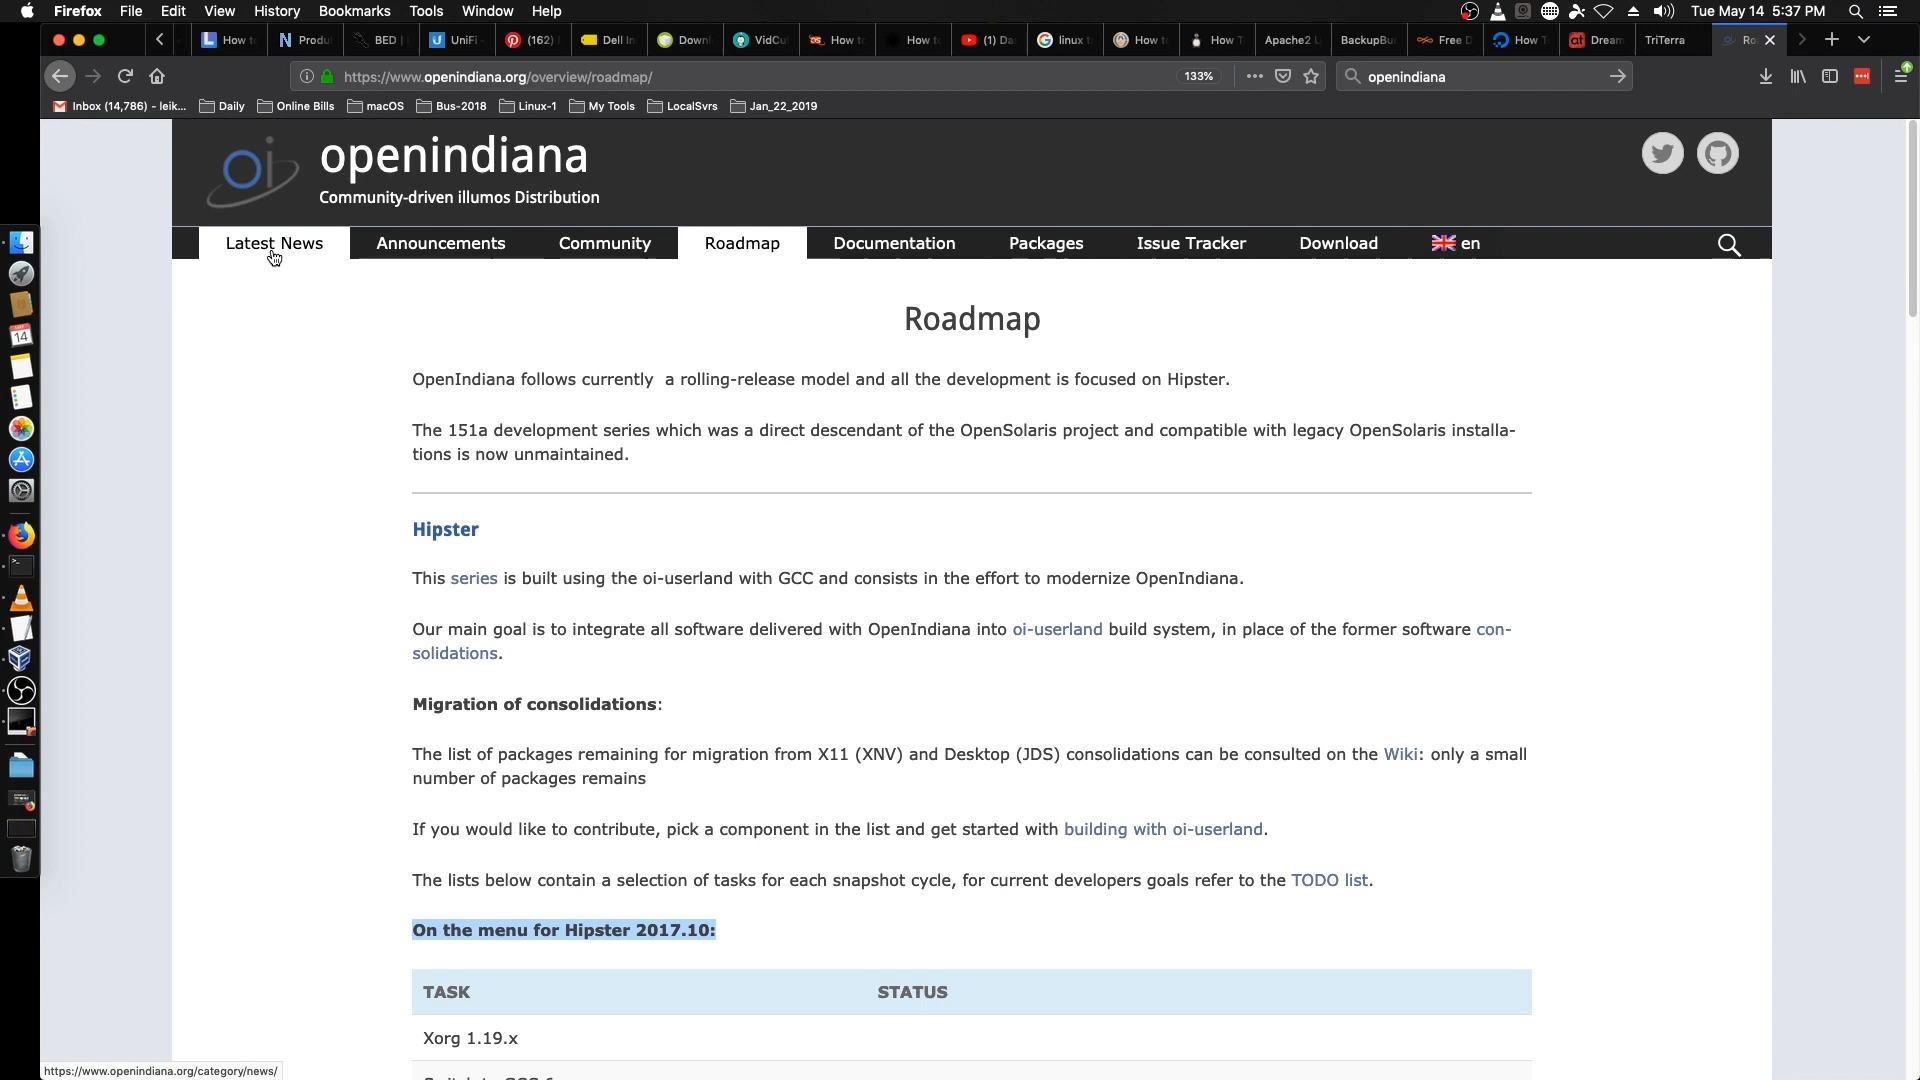 Firefox File Edit View History Bookmarks Tools Window Help Tue May 14 5:37 PM
How t Produ BED | UniFi (162) Dell In Downl VidCu How to How to (1) Da linux t How t How T Apache2 U BackupBu Free D How T Dream TriTerra Ro
https://www.openindiana.org/overview/roadmap/ 133% openindiana
Inbox (14,786) - leik... Daily Online Bills macOS Bus-2018 Linux-1 My Tools LocalSvrs Jan_22_2019
oi openindiana
Community-driven illumos Distribution
Latest News Announcements Community Roadmap Documentation Packages Issue Tracker Download en
Roadmap
OpenIndiana follows currently a rolling-release model and all the development is focused on Hipster.
The 151a development series which was a direct descendant of the OpenSolaris project and compatible with legacy OpenSolaris installa-
tions is now unmaintained.
Hipster
This series is built using the oi-userland with GCC and consists in the effort to modernize OpenIndiana.
Our main goal is to integrate all software delivered with OpenIndiana into oi-userland build system, in place of the former software con-
solidations.
Migration of consolidations:
The list of packages remaining for migration from X11 (XNV) and Desktop (JDS) consolidations can be consulted on the Wiki: only a small
number of packages remains
If you would like to contribute, pick a component in the list and get started with building with oi-userland.
The lists below contain a selection of tasks for each snapshot cycle, for current developers goals refer to the TODO list.
On the menu for Hipster 2017.10:
TASK STATUS
Xorg 1.19.x
https://www.openindiana.org/category/news/